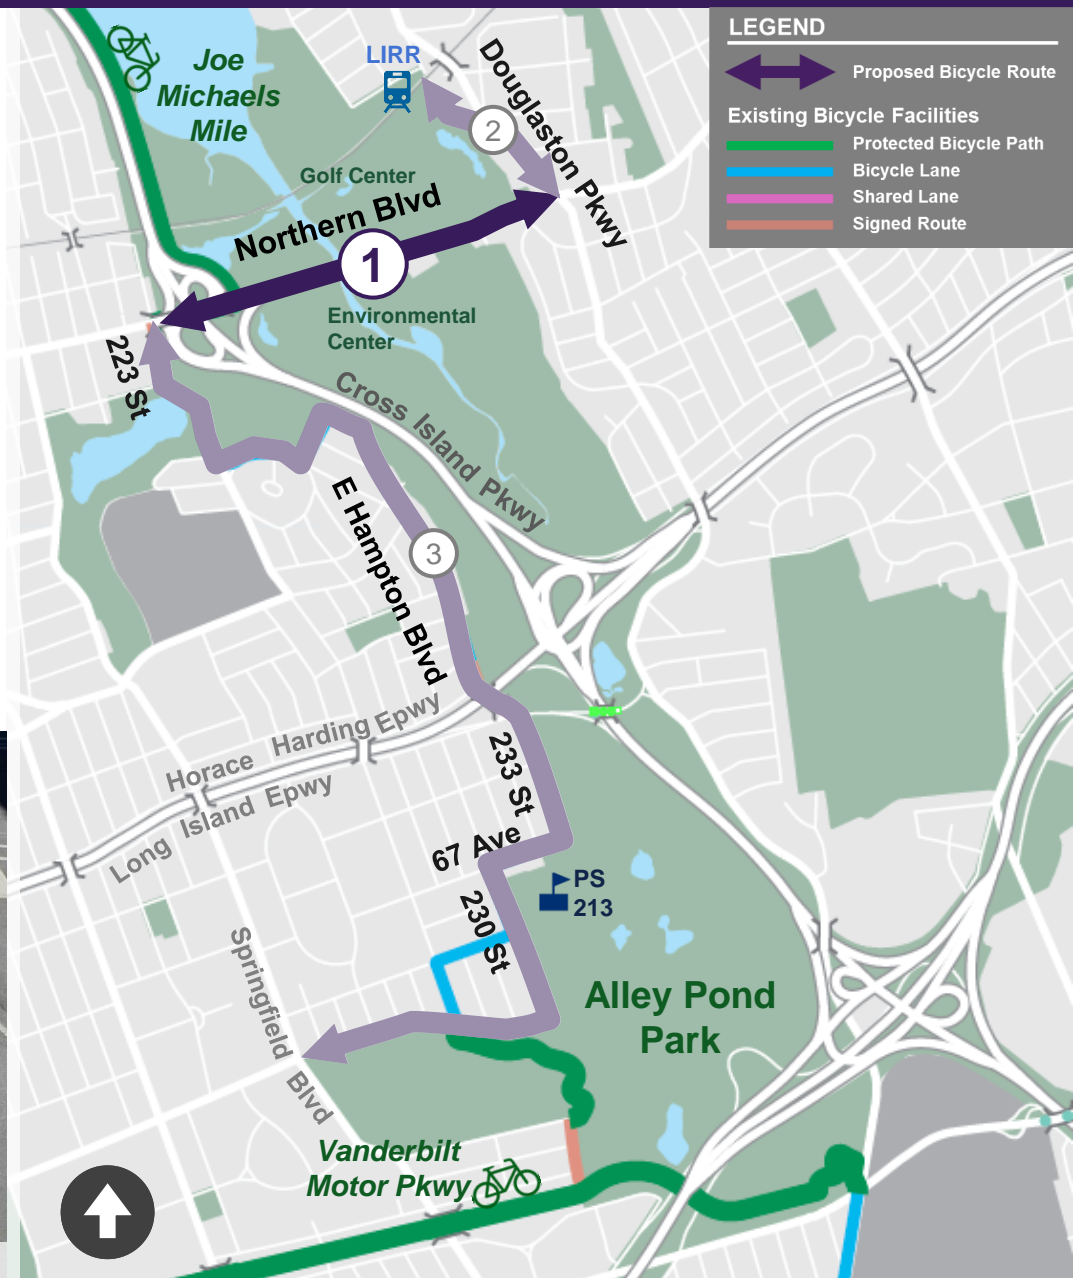 LEGEND
Proposed Bicycle Route
Existing Bicycle Facilities
Protected Bicycle Path
Bicycle Lane
Shared Lane
Signed Route
Joe
Michaels
Mile
LIRR
Douglaston Pkwy
2
Golf Center
Northern Blvd
1
Environmental
Center
223 St
Cross Island Pkwy
E Hampton Blvd
3
Horace Harding Epwy
Long Island Epwy
233 St
67 Ave
PS
213
230 St
Springfield Blvd
Alley Pond
Park
Vanderbilt
Motor Pkwy